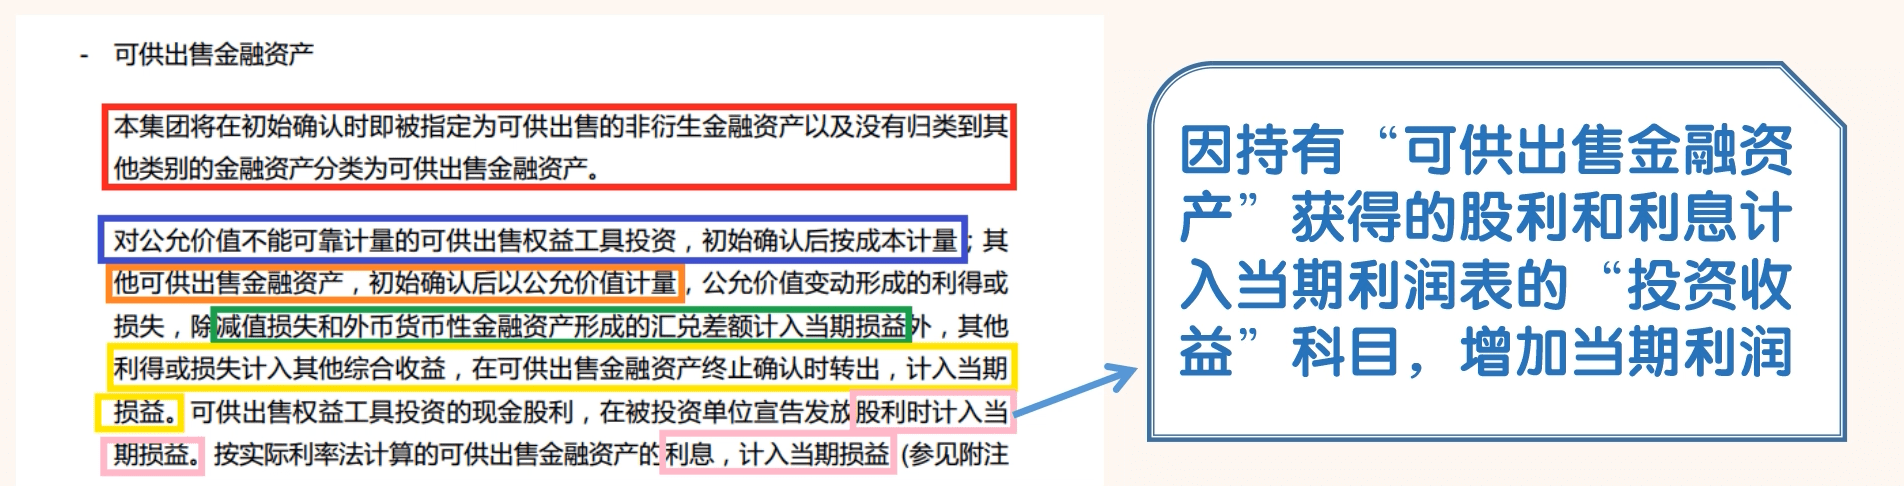 - 可供出售金融资产
本集团将在初始确认时即被指定为可供出售的非衍生金融资产以及没有归类到其
他类别的金融资产分类为可供出售金融资产。
对公允价值不能可靠计量的可供出售权益工具投资，初始确认后按成本计量；其
他可供出售金融资产，初始确认后以公允价值计量，公允价值变动形成的利得或
损失，除减值损失和外币货币性金融资产形成的汇兑差额计入当期损益外，其他
利得或损失计入其他综合收益，在可供出售金融资产终止确认时转出，计入当期
损益。可供出售权益工具投资的现金股利，在被投资单位宣告发放股利时计入当
期损益。按实际利率法计算的可供出售金融资产的利息，计入当期损益 (参见附注
因持有“可供出售金融资
产”获得的股利和利息计
入当期利润表的“投资收
益”科目，增加当期利润